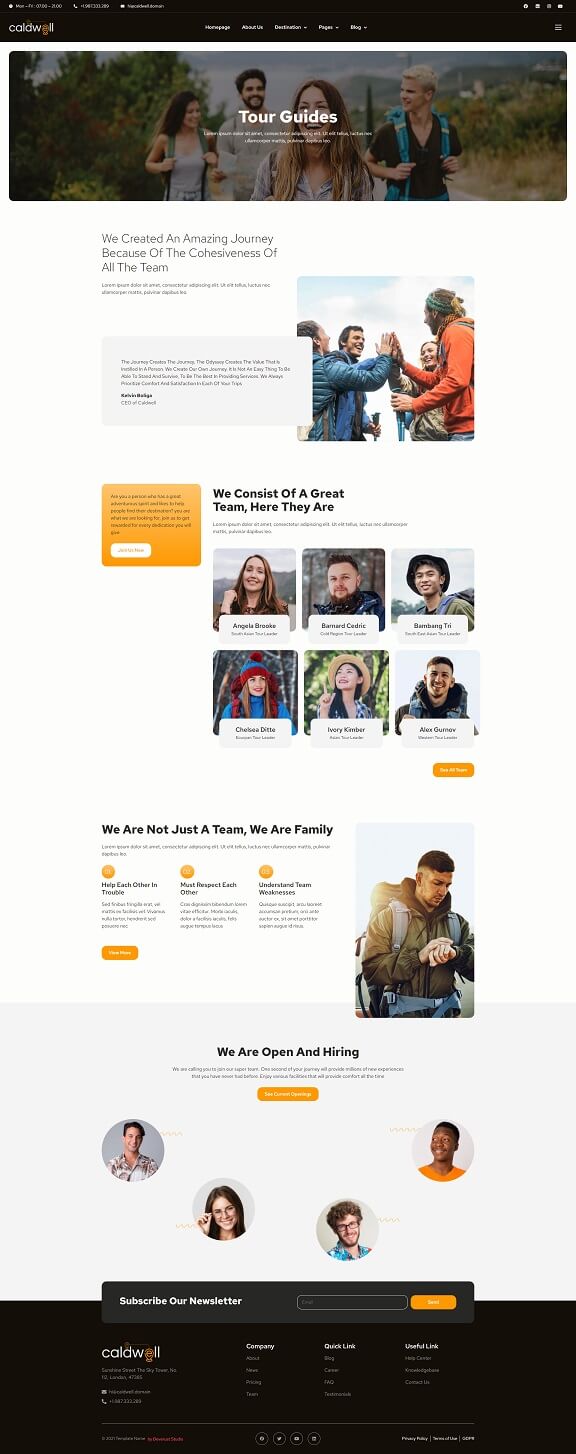 Mon – Fri : 07.00 – 21.00
+1.987.333.289
hi@caldwell.domain
caldwell
Homepage
About Us
Destination
Pages
Blog
Tour Guides
Lorem ipsum dolor sit amet, consectetur adipiscing elit. Ut elit tellus, luctus nec
ullamcorper mattis, pulvinar dapibus leo.
We Created An Amazing Journey
Because Of The Cohesiveness Of
All The Team
Lorem ipsum dolor sit amet, consectetur adipiscing elit. Ut elit tellus, luctus nec
ullamcorper mattis, pulvinar dapibus leo.
The Journey Creates The Journey, The Odyssey Creates The Value That Is
Instilled In A Person. We Create Our Own Journey. It Is Not An Easy Thing To Be
Able To Stand And Survive, To Be The Best In Providing Services. We Always
Prioritize Comfort And Satisfaction In Each Of Your Trips
Kelvin Boliga
CEO of Caldwell
Are you a person who has a great
adventurous spirit and likes to help
people find their destination? you are
what we are looking for, join us to get
rewarded for every dedication you will
give
Join Us Now
We Consist Of A Great
Team, Here They Are
Lorem ipsum dolor sit amet, consectetur adipiscing elit. Ut elit tellus, luctus nec ullamcorper
mattis, pulvinar dapibus leo.
Angela Brooke
South Asian Tour Leader
Barnard Cedric
Cold Region Tour Leader
Bambang Tri
South East Asian Tour Leader
Chelsea Ditte
Europan Tour Leader
Ivory Kimber
Asian Tour Leader
Alex Gurnov
Western Tour Leader
See All Team
We Are Not Just A Team, We Are Family
Lorem ipsum dolor sit amet, consectetur adipiscing elit. Ut elit tellus, luctus nec ullamcorper mattis, pulvinar
dapibus leo.
01
Help Each Other In
Trouble
Sed finibus fringilla erat, vel
mattis ex facilisis vel. Vivamus
nulla tortor, hendrerit sed
posuere nec
02
Must Respect Each
Other
Cras dignissim bibendum lorem
vitae efficitur. Morbi iaculis,
dolor a facilisis iaculis, felis
augue tempus lacus
03
Understand Team
Weaknesses
Quisque suscipit, arcu laoreet
accumsan pretium, orci ante
auctor ex, sit amet porttitor
sapien augue id risus.
View More
We Are Open And Hiring
We are calling you to join our super team. One second of your journey will provide millions of new experiences
that you have never had before. Enjoy various facilities that will provide comfort all the time
See Current Openings
Subscribe Our Newsletter
Email
Send
caldwell
Sunshine Street The Sky Tower, No.
112, London, 47385
hi@caldwell.domain
+1.987.333.289
Company
About
News
Pricing
Team
Quick Link
Blog
Career
FAQ
Testimonials
Useful Link
Help Center
Knowledgebase
Contact Us
© 2021 Template Name by Beverust Studio
Privacy Policy
Terms of Use
GDPR